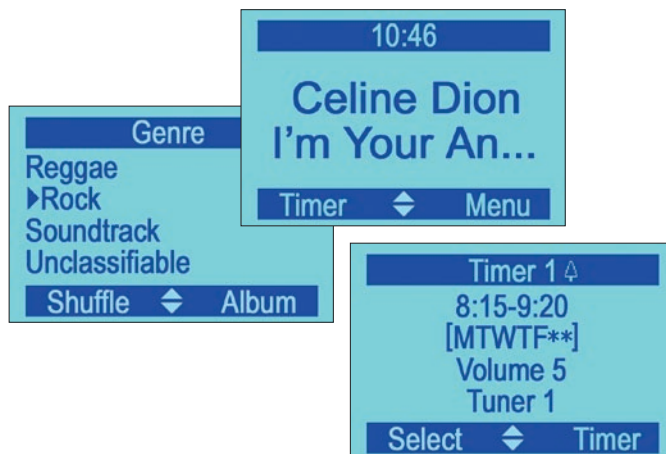 10:46
Celine Dion
I'm Your An...
Timer Menu
Genre
Reggae
Rock
Soundtrack
Unclassifiable
Shuffle Album
Timer 1
8:15-9:20
[MTWTF**]
Volume 5
Tuner 1
Select Timer